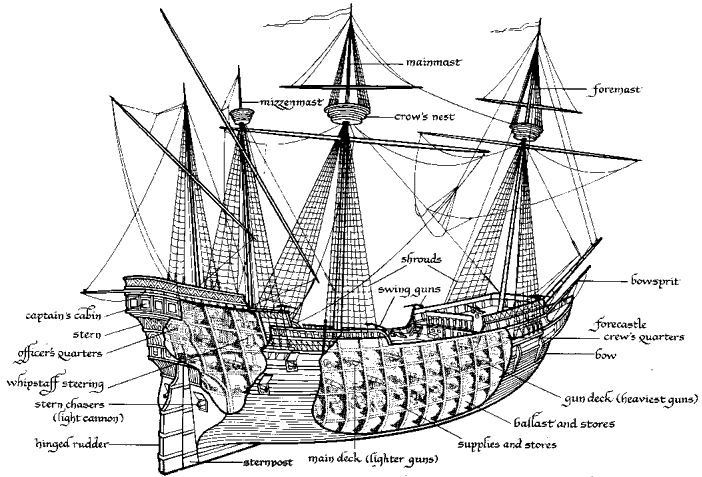 mainmast
foremast
mizzenmast
crow's nest
shrouds
swing guns
bowsprit
captain's cabin
stern
officer's quarters
whipstaff steering
stern chasers
(light cannon)
hinged rudder
sternpost
main deck (lighter guns)
supplies and stores
ballast and stores
gun deck (heaviest guns)
bow
forecastle
crew's quarters